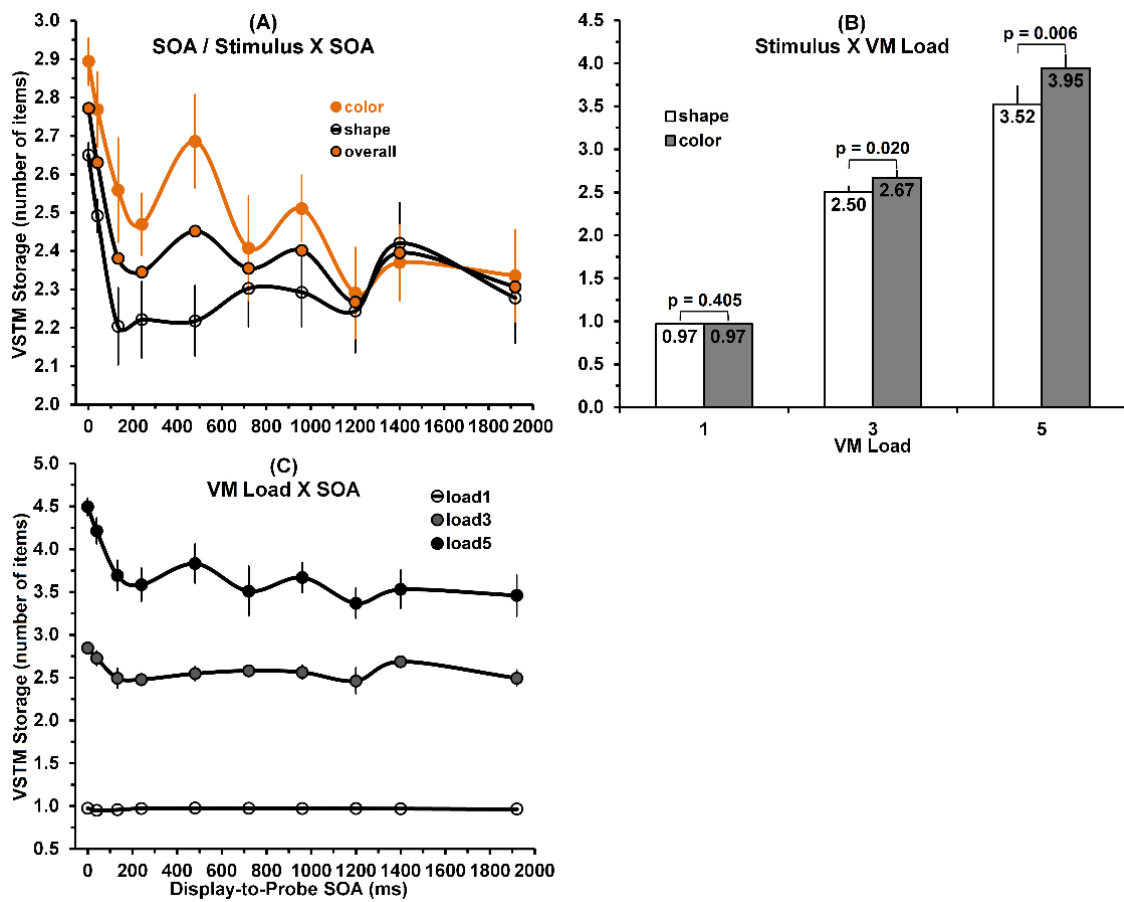 (A)
SOA / Stimulus X SOA
VSTM Storage (number of items)
3.0
2.9
2.8
2.7
2.6
2.5
2.4
2.3
2.2
2.1
2.0
color
shape
overall
0 200 400 600 800 1000 1200 1400 1600 1800 2000
(B)
Stimulus X VM Load
4.5
4.0
3.5
3.0
2.5
2.0
1.5
1.0
0.5
0.0
shape
color
p = 0.405
0.97 0.97
p = 0.020
2.50 2.67
p = 0.006
3.52 3.95
1 3 5
VM Load
(C)
VM Load X SOA
VSTM Storage (number of items)
5.0
4.5
4.0
3.5
3.0
2.5
2.0
1.5
1.0
0.5
load1
load3
load5
0 200 400 600 800 1000 1200 1400 1600 1800 2000
Display-to-Probe SOA (ms)